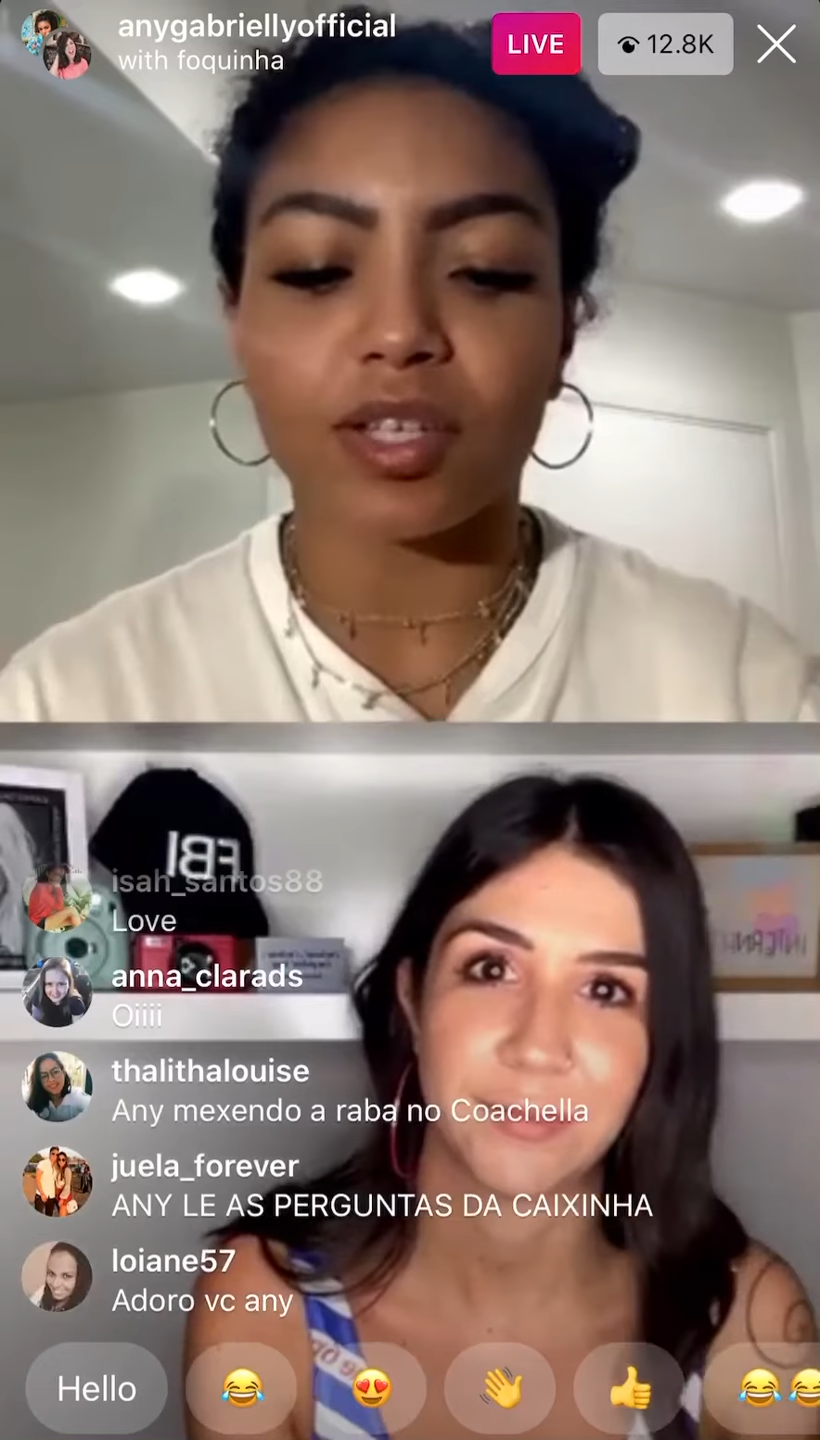 anygabriellyofficial
with foquinha
LIVE
12.8K
FBI
isah_santos88
Love
anna_clarads
Oiiii
INTERNE
thalithalouise
Any mexendo a raba no Coachella
juela_forever
ANY LE AS PERGUNTAS DA CAIXINHA
loiane57
Adoro vc any
Hello